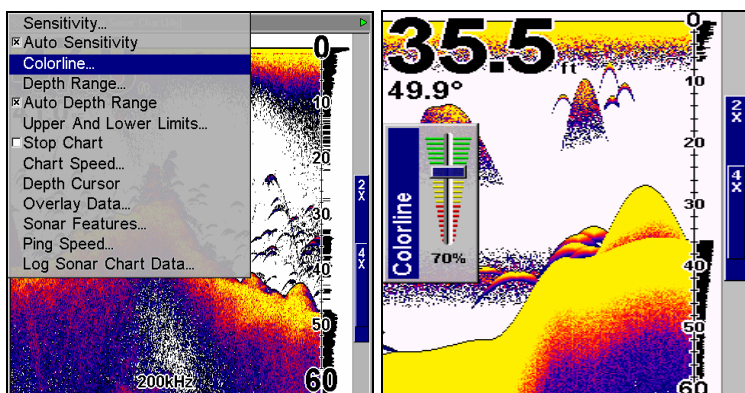 Sensitivity...
Auto Sensitivity
Colorline...
Depth Range...
Auto Depth Range
Upper And Lower Limits...
Stop Chart
Chart Speed...
Depth Cursor
Overlay Data...
Sonar Features...
Ping Speed...
Log Sonar Chart Data...
0
10
20
30
40
50
60
2X
4X
200kHz
35.5 ft
49.9°
Colorline
70%
0
10
20
30
40
50
60
2X
4X